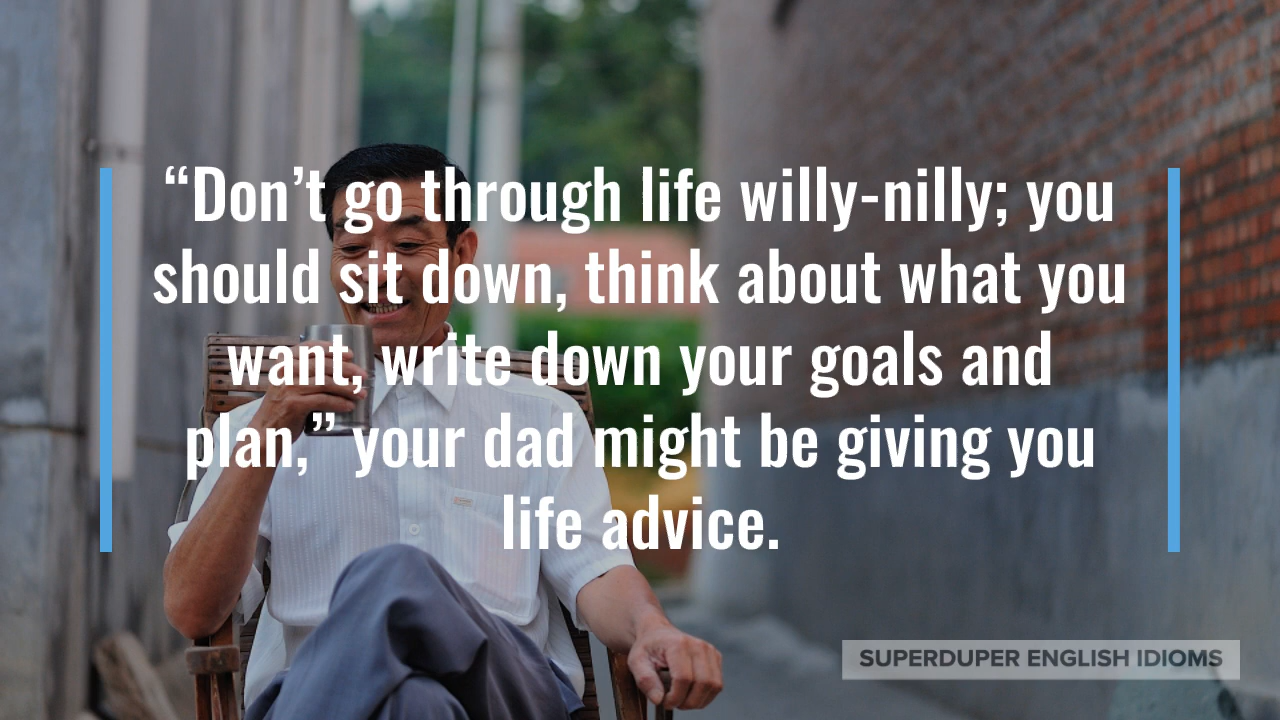 “Don’t go through life willy-nilly; you
should sit down, think about what you
want, write down your goals and
plan,” your dad might be giving you
life advice.
SUPERDUPER ENGLISH IDIOMS